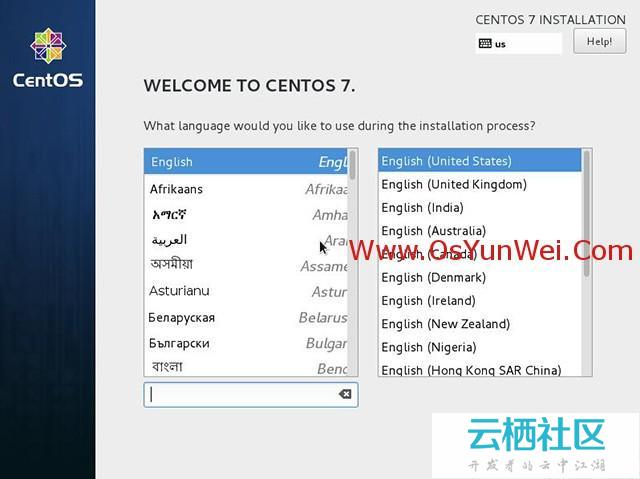 CENTOS 7 INSTALLATION
us
Help!
CentOS
WELCOME TO CENTOS 7.
What language would you like to use during the installation process?
English Engl
Afrikaans Afrikaa
አማርኛ Amha
العربية Ara
অসমীয়া Assame
Asturianu Astur
Беларуская Belarus
Български Bulgar
বাংলা Beng
English (United States)
English (United Kingdom)
English (India)
English (Australia)
English (Canada)
English (Denmark)
English (Ireland)
English (New Zealand)
English (Nigeria)
English (Hong Kong SAR China)
Www.OsYunWei.Com
云栖社区
开发者的云中江湖